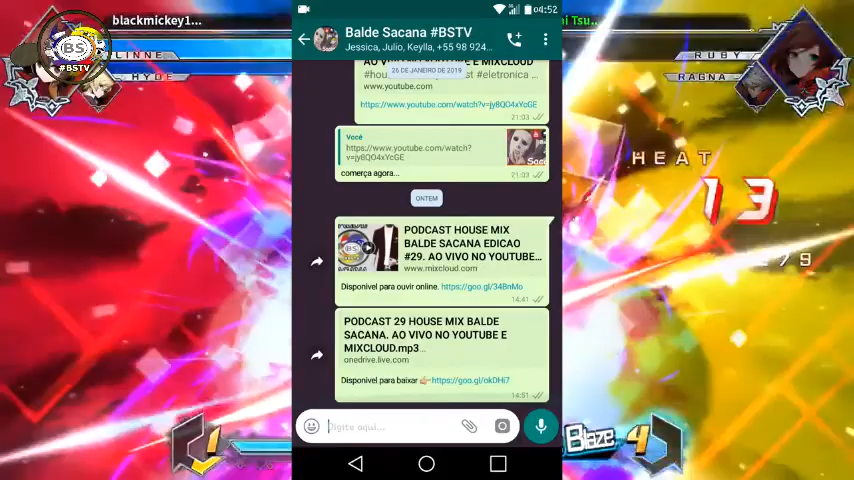 blackmickey1...
BS
#BSTV
LINNE
HYDE
04:52
Balde Sacana #BSTV
Jessica, Julio, Keylla, +55 98 924...
26 DE JANEIRO DE 2019
www.youtube.com
https://www.youtube.com/watch?v=jy8QO4xYcGE
21:03
Você
https://www.youtube.com/watch?
v=jy8QO4xYcGE
começa agora...
21:03
ONTEM
PODCAST HOUSE MIX
BALDE SACANA EDICAO
#29. AO VIVO NO YOUTUBE...
www.mixcloud.com
Disponivel para ouvir online. https://goo.gl/34BnMo
14:41
PODCAST 29 HOUSE MIX BALDE
SACANA. AO VIVO NO YOUTUBE E
MIXCLOUD.mp3...
onedrive.live.com
Disponivel para baixar 👉https://goo.gl/okDHi7
14:51
Digite aqui...
RUBY
RAGNA
HEAT
13
Blaze 4